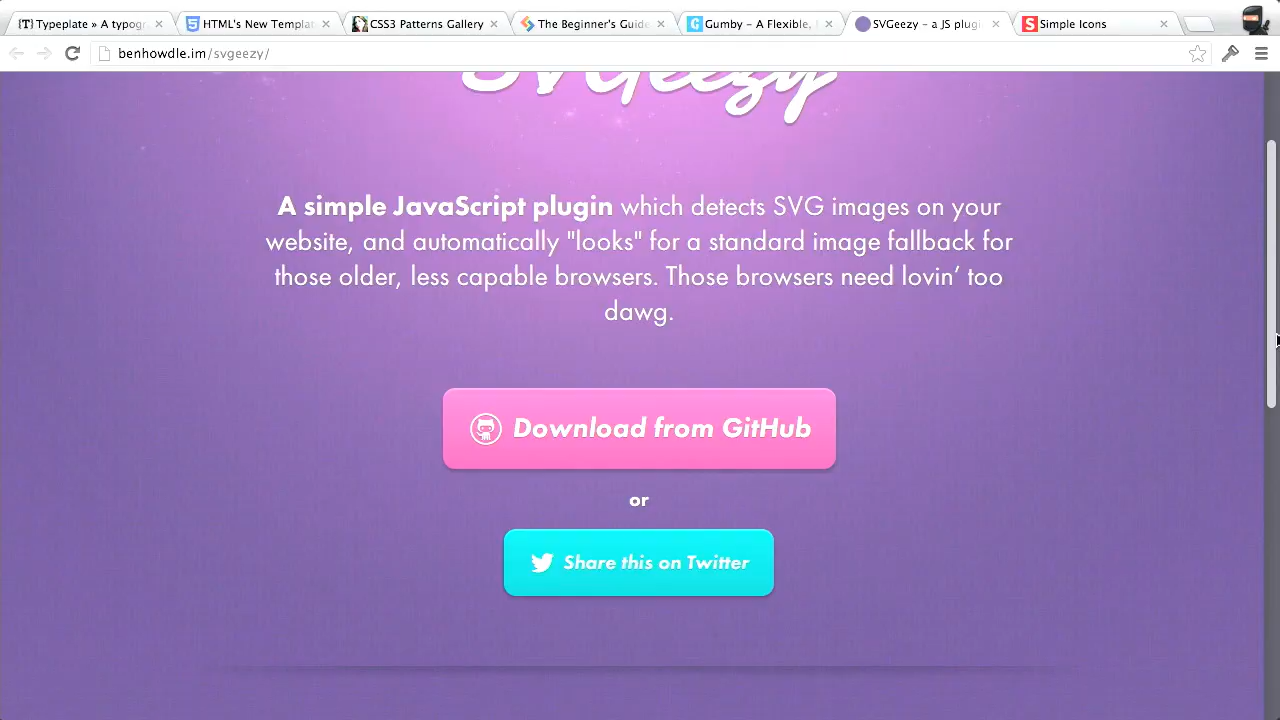 {T} Typeplate » A typogr
HTML's New Templat
CSS3 Patterns Gallery
The Beginner's Guide
Gumby – A Flexible,
SVGeezy – a JS plugi
Simple Icons
benhowdle.im/svgeezy/
SVGeezy
A simple JavaScript plugin which detects SVG images on your
website, and automatically "looks" for a standard image fallback for
those older, less capable browsers. Those browsers need lovin’ too
dawg.
Download from GitHub
or
Share this on Twitter